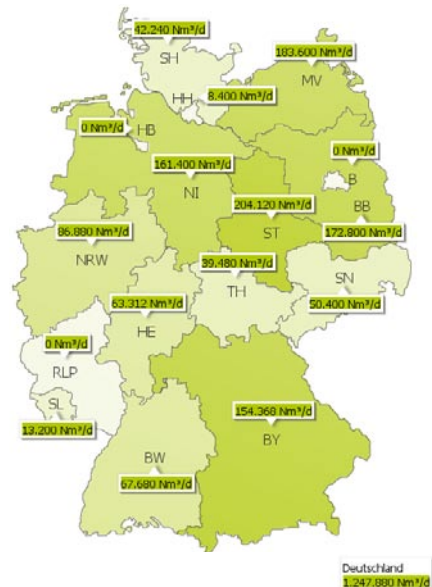 42.240 Nm³/d
SH
183.600 Nm³/d
MV
HH
8.400 Nm³/d
0 Nm³/d
HB
0 Nm³/d
B
161.400 Nm³/d
NI
204.120 Nm³/d
BB
ST
172.800 Nm³/d
86.880 Nm³/d
NRW
39.480 Nm³/d
SN
TH
50.400 Nm³/d
63.312 Nm³/d
HE
0 Nm³/d
RLP
SL
13.200 Nm³/d
154.368 Nm³/d
BY
BW
67.680 Nm³/d
Deutschland
1.247.880 Nm³/d